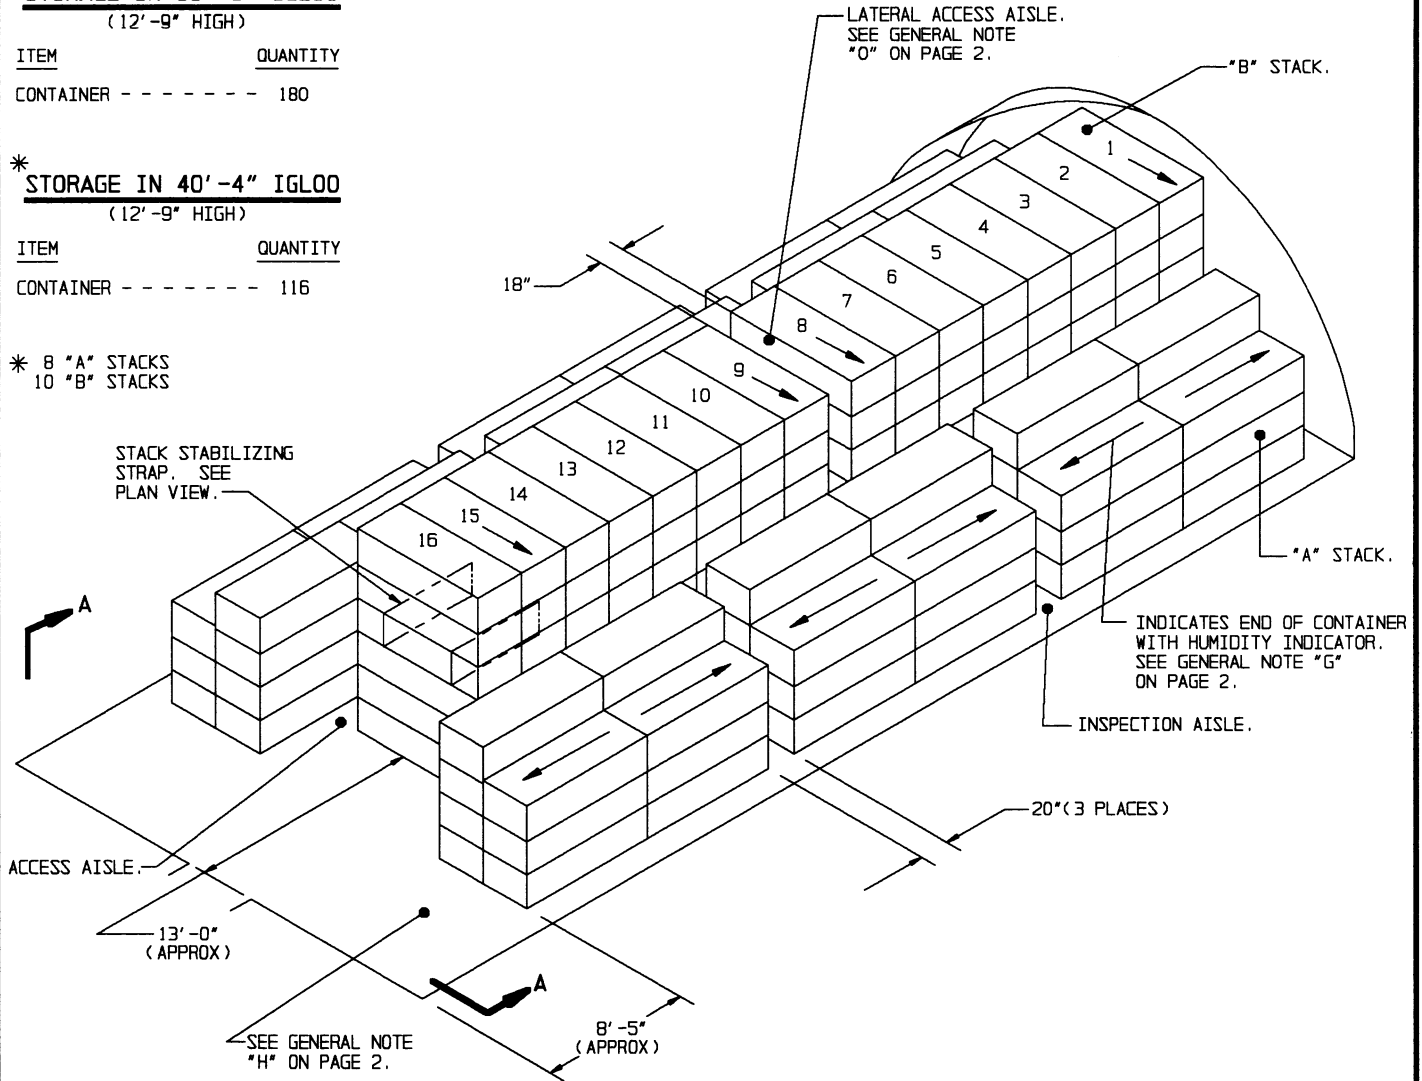 (12'-9" HIGH)
ITEM QUANTITY
CONTAINER - - - - - - - 180
*
STORAGE IN 40'-4" IGLOO
(12'-9" HIGH)
ITEM QUANTITY
CONTAINER - - - - - - - 116
* 8 "A" STACKS
10 "B" STACKS
LATERAL ACCESS AISLE.
SEE GENERAL NOTE
"O" ON PAGE 2.
"B" STACK.
18"
1
2
3
4
5
6
7
8
9
10
11
12
13
14
15
16
STACK STABILIZING
STRAP. SEE
PLAN VIEW.
A
"A" STACK.
INDICATES END OF CONTAINER
WITH HUMIDITY INDICATOR.
SEE GENERAL NOTE "G"
ON PAGE 2.
INSPECTION AISLE.
20"(3 PLACES)
ACCESS AISLE.
13'-0"
(APPROX)
A
8'-5"
(APPROX)
SEE GENERAL NOTE
"H" ON PAGE 2.